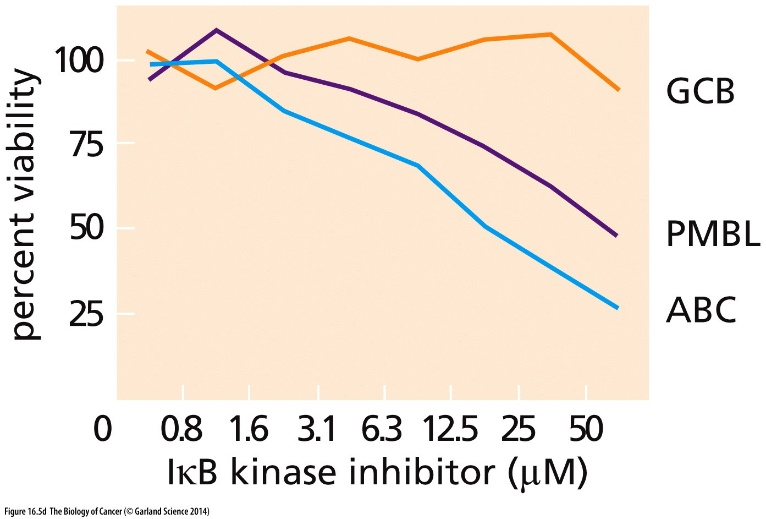 percent viability
100
75
50
25
GCB
PMBL
ABC
0 0.8 1.6 3.1 6.3 12.5 25 50
IκB kinase inhibitor (μM)
Figure 16.5d The Biology of Cancer (© Garland Science 2014)